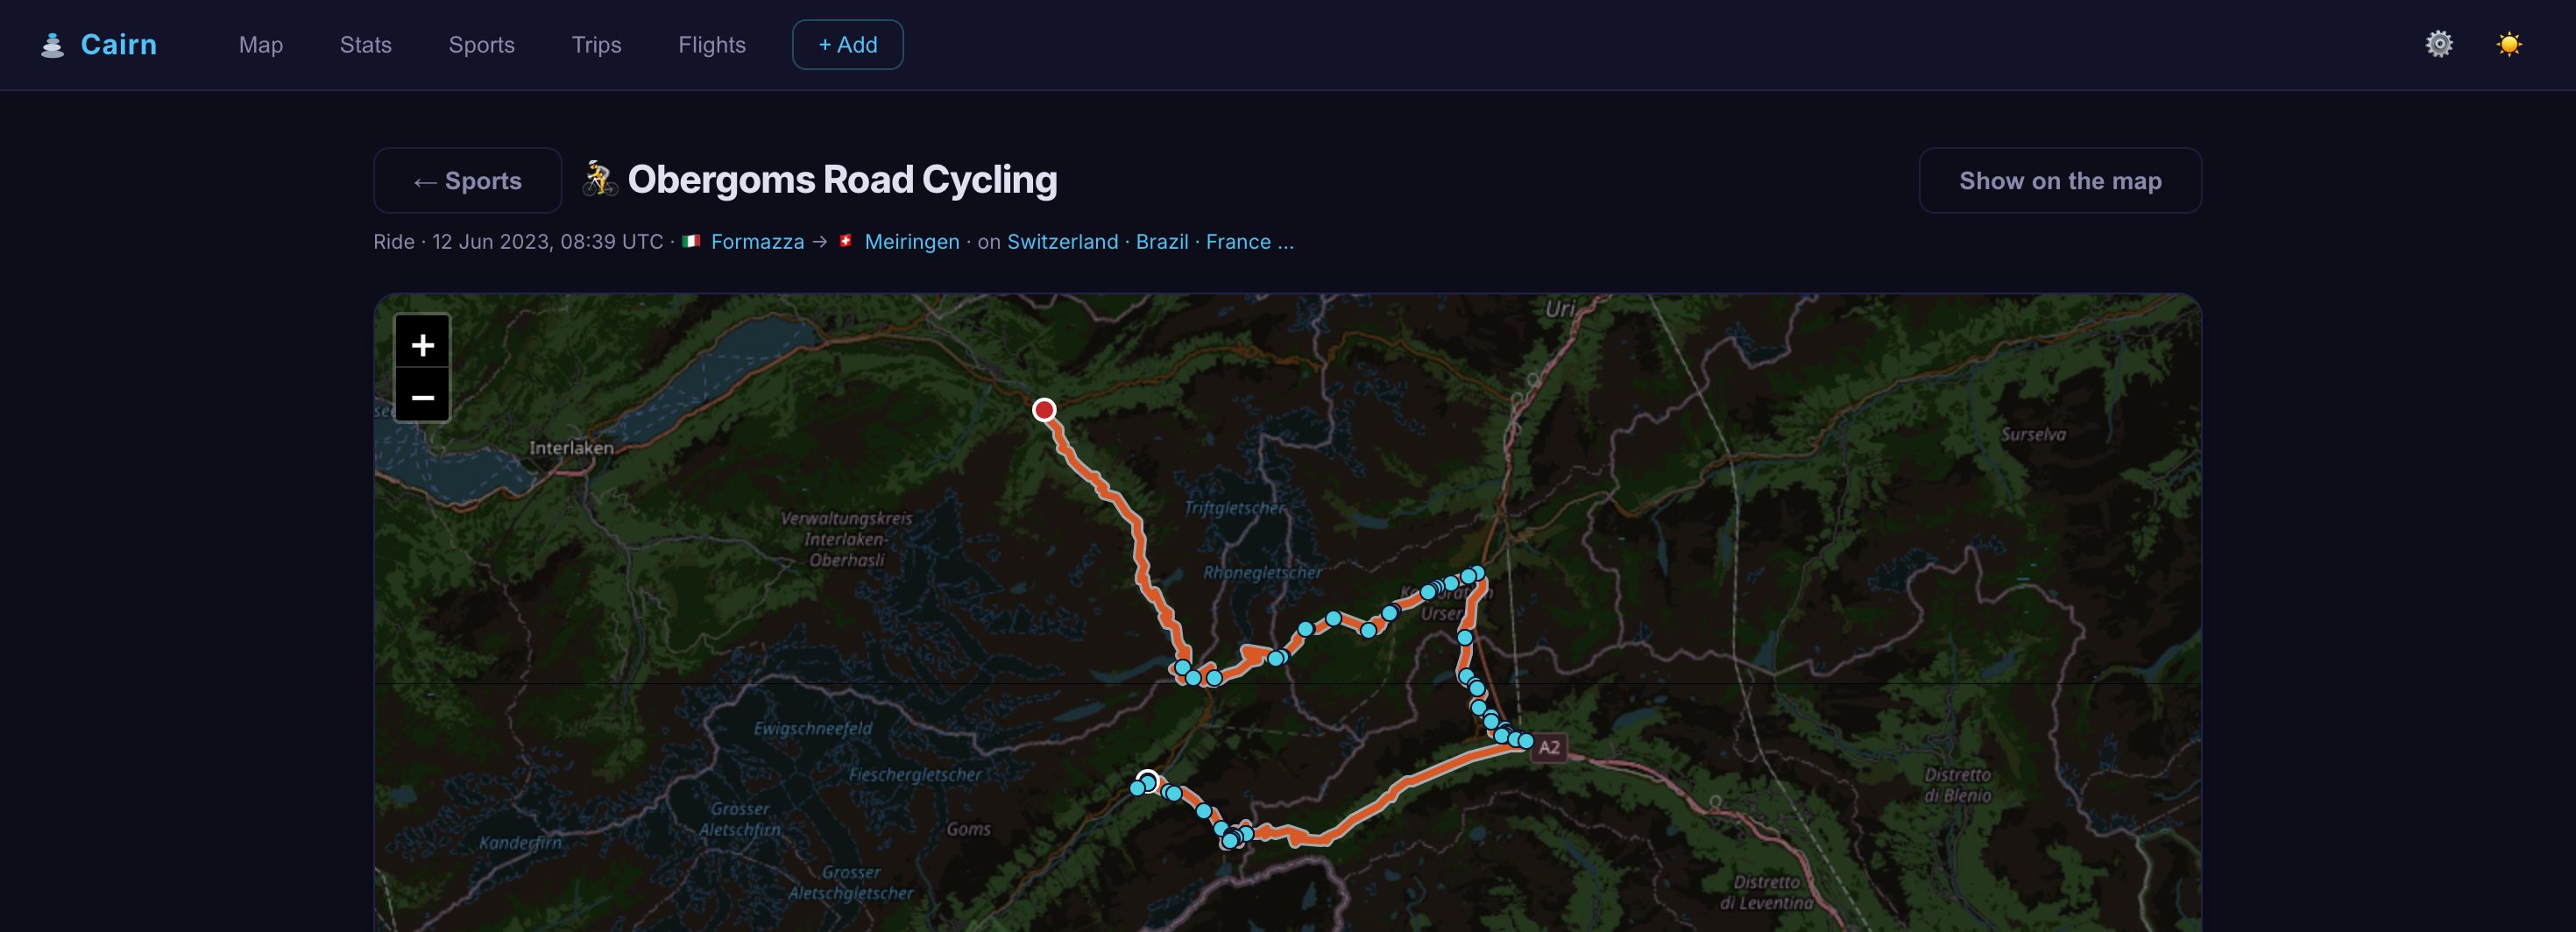 Cairn Map Stats Sports Trips Flights + Add
← Sports
Obergoms Road Cycling
Show on the map
Ride · 12 Jun 2023, 08:39 UTC · Formazza → Meiringen · on Switzerland · Brazil · France ...
+
−
Uri
Interlaken
Surselva
Triftgletscher
Verwaltungskreis
Interlaken-
Oberhasli
Rhonegletscher
Urser
Ewigschneefeld
A2
Fieschergletscher
Distretto
di Blenio
Grosser
Aletschfirn
Goms
Kanderfirn
Grosser
Aletschgletscher
Distretto
di Leventina